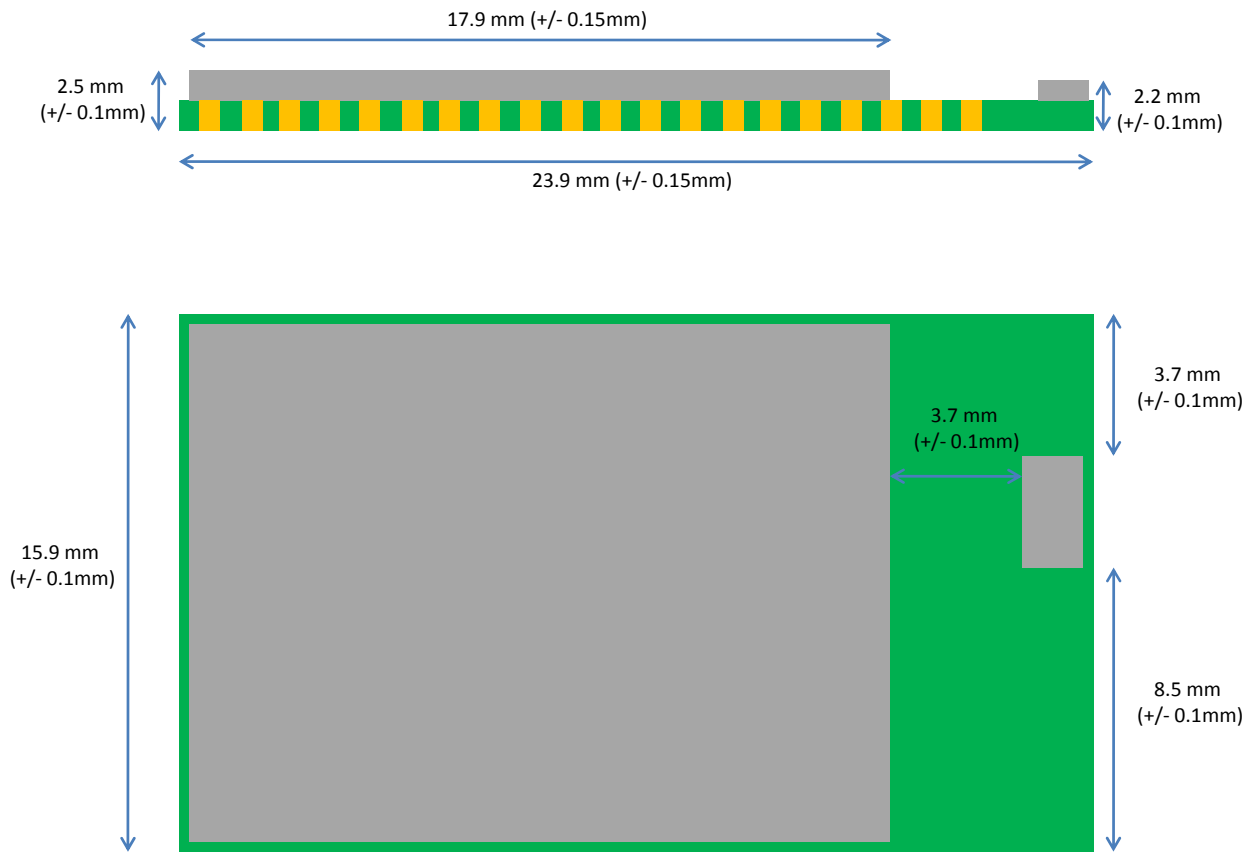 17.9 mm (+/- 0.15mm)
2.5 mm
(+/- 0.1mm)
2.2 mm
(+/- 0.1mm)
23.9 mm (+/- 0.15mm)
3.7 mm
(+/- 0.1mm)
3.7 mm
(+/- 0.1mm)
15.9 mm
(+/- 0.1mm)
8.5 mm
(+/- 0.1mm)